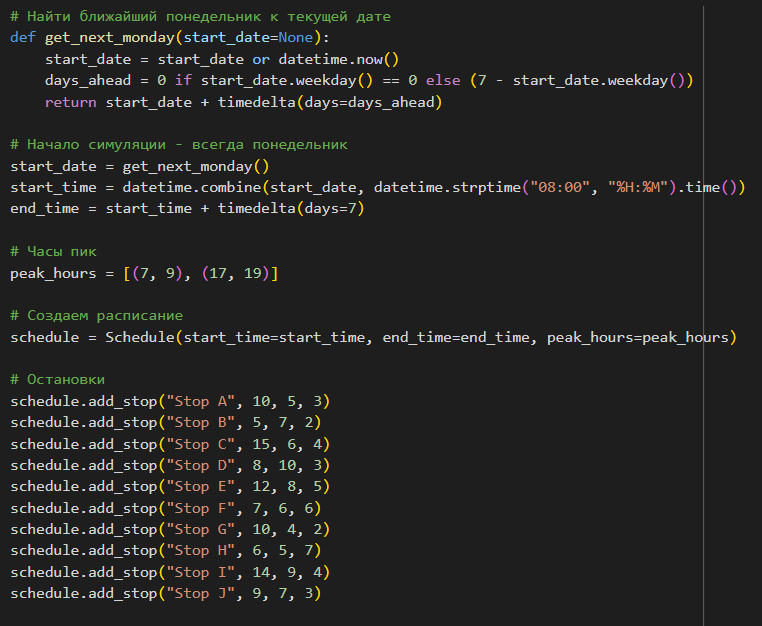 # Найти ближайший понедельник к текущей дате
def get_next_monday(start_date=None):
    start_date = start_date or datetime.now()
    days_ahead = 0 if start_date.weekday() == 0 else (7 - start_date.weekday())
    return start_date + timedelta(days=days_ahead)

# Начало симуляции - всегда понедельник
start_date = get_next_monday()
start_time = datetime.combine(start_date, datetime.strptime("08:00", "%H:%M").time())
end_time = start_time + timedelta(days=7)

# Часы пик
peak_hours = [(7, 9), (17, 19)]

# Создаем расписание
schedule = Schedule(start_time=start_time, end_time=end_time, peak_hours=peak_hours)

# Остановки
schedule.add_stop("Stop A", 10, 5, 3)
schedule.add_stop("Stop B", 5, 7, 2)
schedule.add_stop("Stop C", 15, 6, 4)
schedule.add_stop("Stop D", 8, 10, 3)
schedule.add_stop("Stop E", 12, 8, 5)
schedule.add_stop("Stop F", 7, 6, 6)
schedule.add_stop("Stop G", 10, 4, 2)
schedule.add_stop("Stop H", 6, 5, 7)
schedule.add_stop("Stop I", 14, 9, 4)
schedule.add_stop("Stop J", 9, 7, 3)